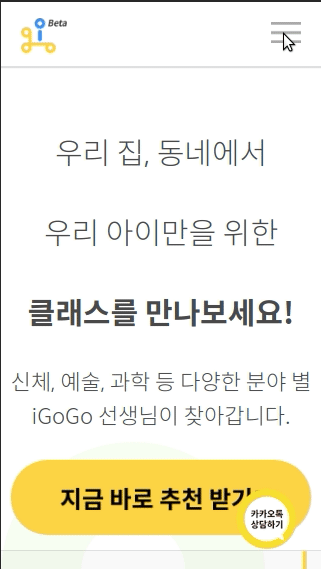 Beta
우리 집, 동네에서
우리 아이만을 위한
클래스를 만나보세요!
신체, 예술, 과학 등 다양한 분야 별
iGoGo 선생님이 찾아갑니다.
지금 바로 추천 받기
카카오톡
상담하기